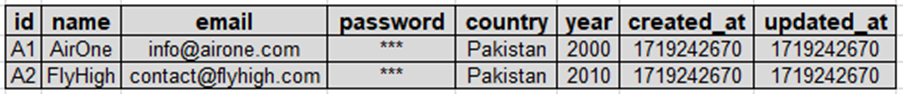 id name email password country year created_at updated_at
A1 AirOne info@airone.com *** Pakistan 2000 1719242670 1719242670
A2 FlyHigh contact@flyhigh.com *** Pakistan 2010 1719242670 1719242670